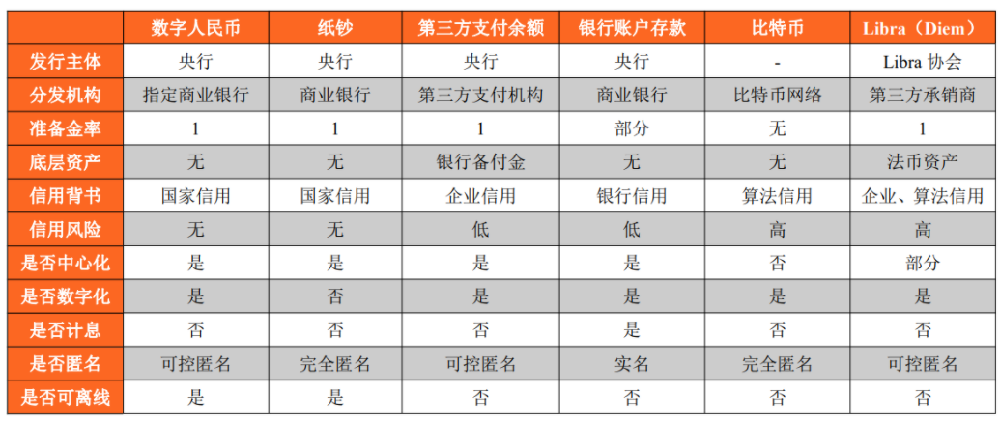 数字人民币 纸钞 第三方支付余额 银行账户存款 比特币 Libra（Diem）
发行主体 央行 央行 央行 央行 - Libra 协会
分发机构 指定商业银行 商业银行 第三方支付机构 商业银行 比特币网络 第三方承销商
准备金率 1 1 1 部分 无 1
底层资产 无 无 银行备付金 无 无 法币资产
信用背书 国家信用 国家信用 企业信用 银行信用 算法信用 企业、算法信用
信用风险 无 无 低 低 高 高
是否中心化 是 是 是 是 否 部分
是否数字化 是 否 是 是 是 是
是否计息 否 否 否 是 否 否
是否匿名 可控匿名 完全匿名 可控匿名 实名 完全匿名 可控匿名
是否可离线 是 是 否 否 否 否